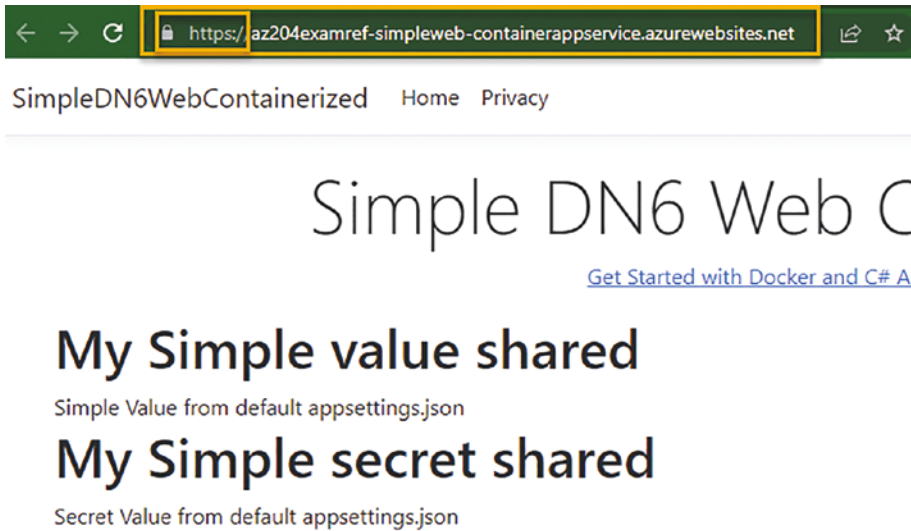 https://az204examref-simpleweb-containerappservice.azurewebsites.net
SimpleDN6WebContainerized Home Privacy
Simple DN6 Web C
Get Started with Docker and C# A
My Simple value shared
Simple Value from default appsettings.json
My Simple secret shared
Secret Value from default appsettings.json